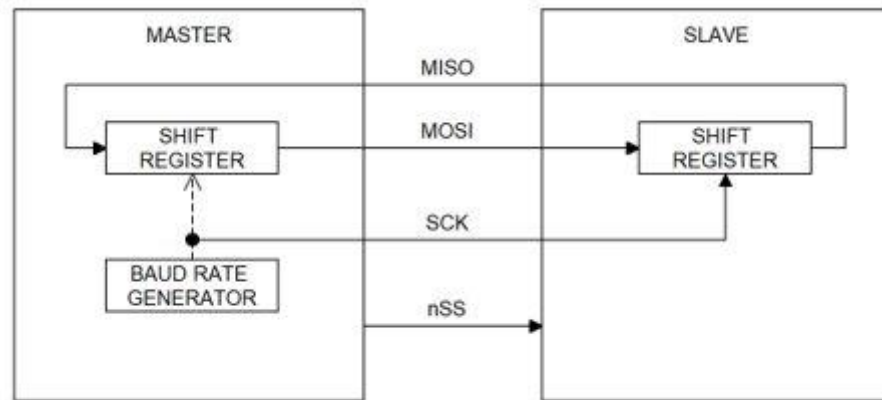 MASTER
SLAVE
MISO
SHIFT
REGISTER
MOSI
SHIFT
REGISTER
SCK
BAUD RATE
GENERATOR
nSS